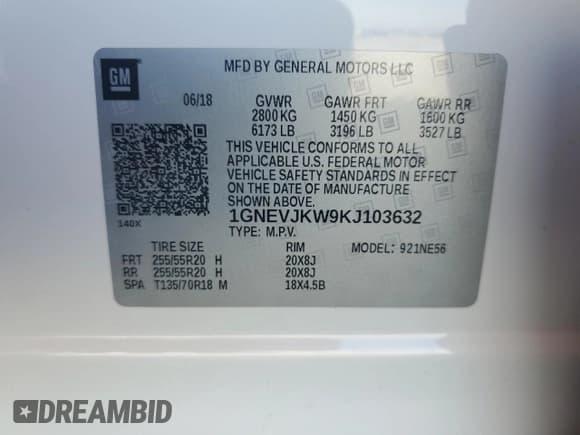 GM
MFD BY GENERAL MOTORS LLC
06/18 GVWR GAWR FRT GAWR RR
2800 KG 1450 KG 1600 KG
6173 LB 3196 LB 3527 LB
THIS VEHICLE CONFORMS TO ALL
APPLICABLE U.S. FEDERAL MOTOR
VEHICLE SAFETY STANDARDS IN EFFECT
ON THE DATE OF MANUFACTURE
SHOWN ABOVE.
140X 1GNEVJKW9KJ103632
TYPE: M.P.V. MODEL: 921NE56
TIRE SIZE RIM
FRT 255/55R20 H 20X8J
RR 255/55R20 H 20X8J
SPA T135/70R18 M 18X4.5B
DREAMBID